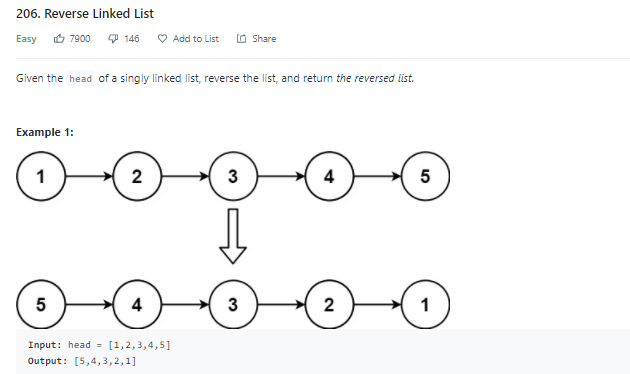 206. Reverse Linked List
Easy 7900 146 Add to List Share
Given the head of a singly linked list, reverse the list, and return the reversed list.
Example 1:
1 2 3 4 5
5 4 3 2 1
Input: head = [1,2,3,4,5]
Output: [5,4,3,2,1]